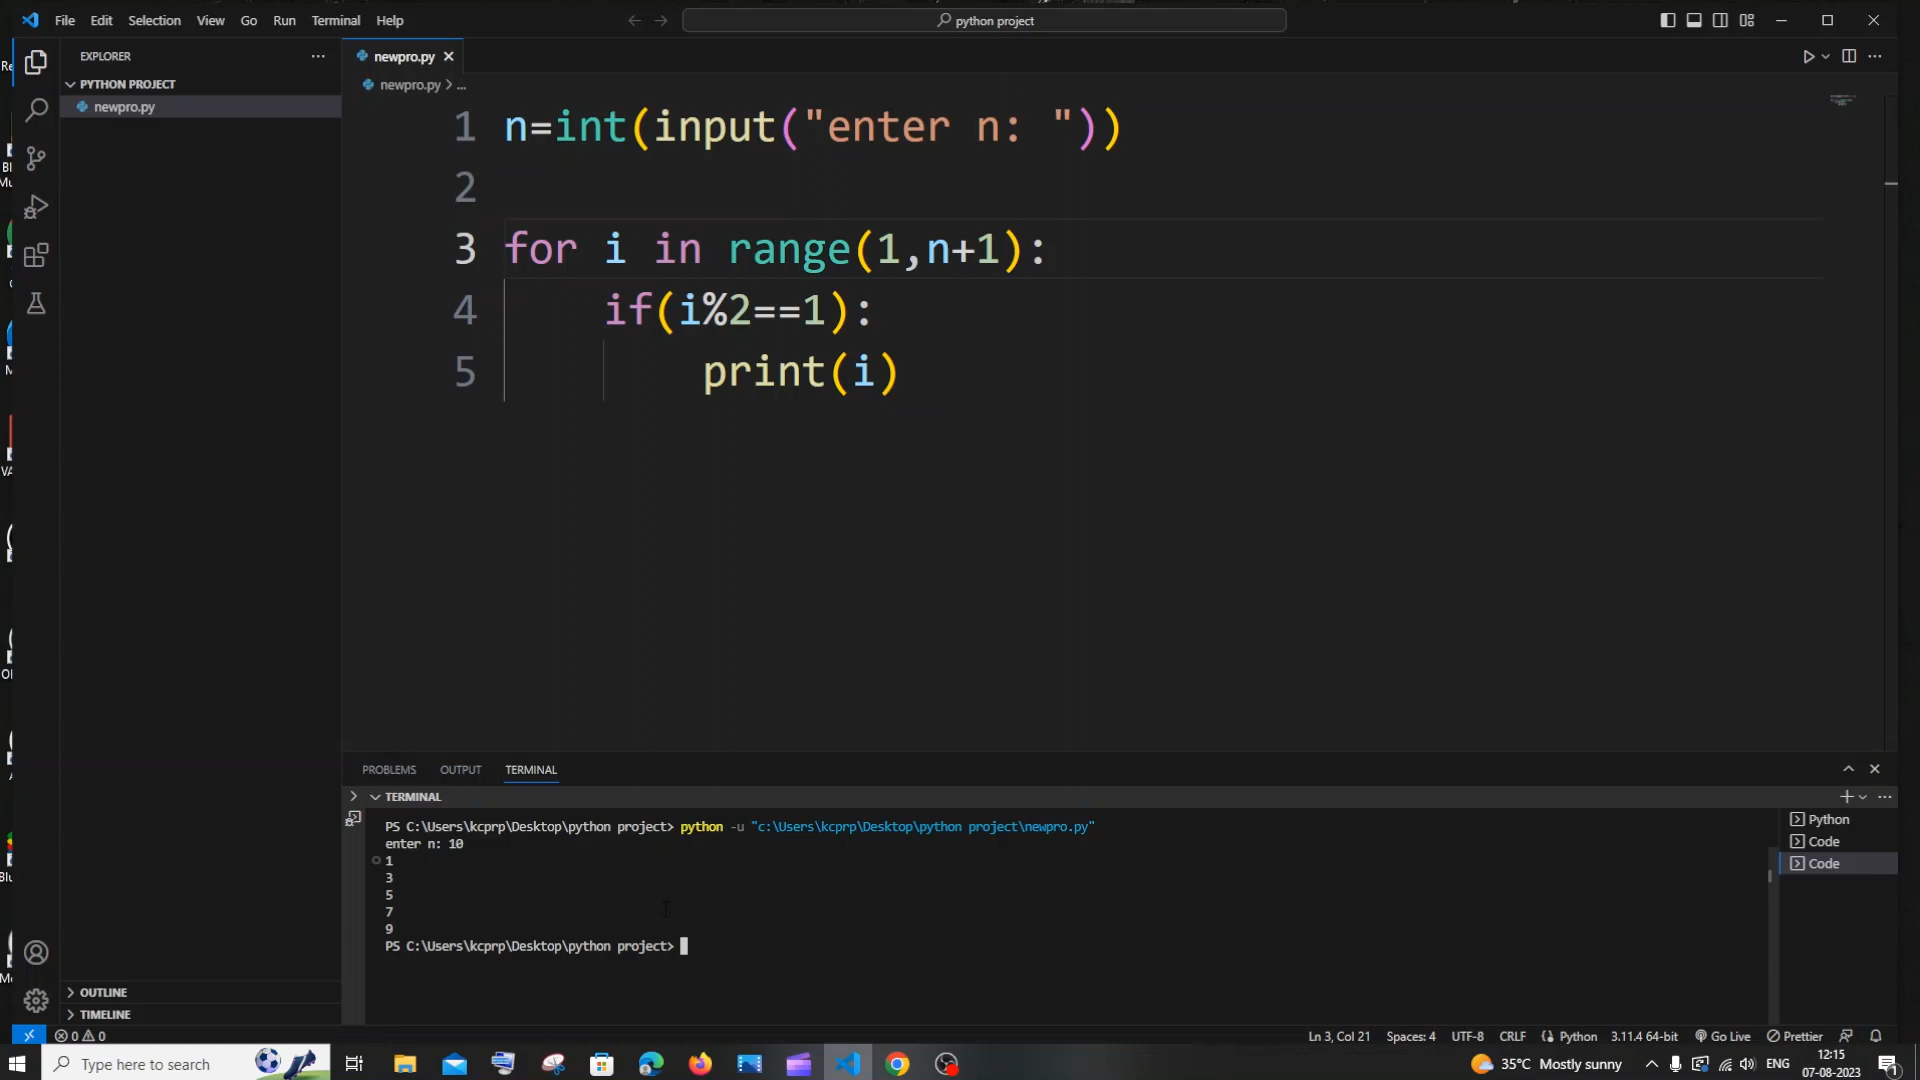 File Edit Selection View Go Run Terminal Help
python project
EXPLORER
newpro.py
PYTHON PROJECT
newpro.py > ...
newpro.py
1 n=int(input("enter n: "))
2
3 for i in range(1,n+1):
4 if(i%2==1):
5 print(i)
PROBLEMS OUTPUT TERMINAL
TERMINAL
PS C:\Users\kcprp\Desktop\python project> python -u "c:\Users\kcprp\Desktop\python project\newpro.py"
enter n: 10
1
3
5
7
9
PS C:\Users\kcprp\Desktop\python project>
Python
Code
Code
OUTLINE
TIMELINE
0 0
Ln 3, Col 21 Spaces: 4 UTF-8 CRLF Python 3.11.4 64-bit Go Live Prettier
Type here to search
35°C Mostly sunny
ENG
12:15
07-08-2023
1